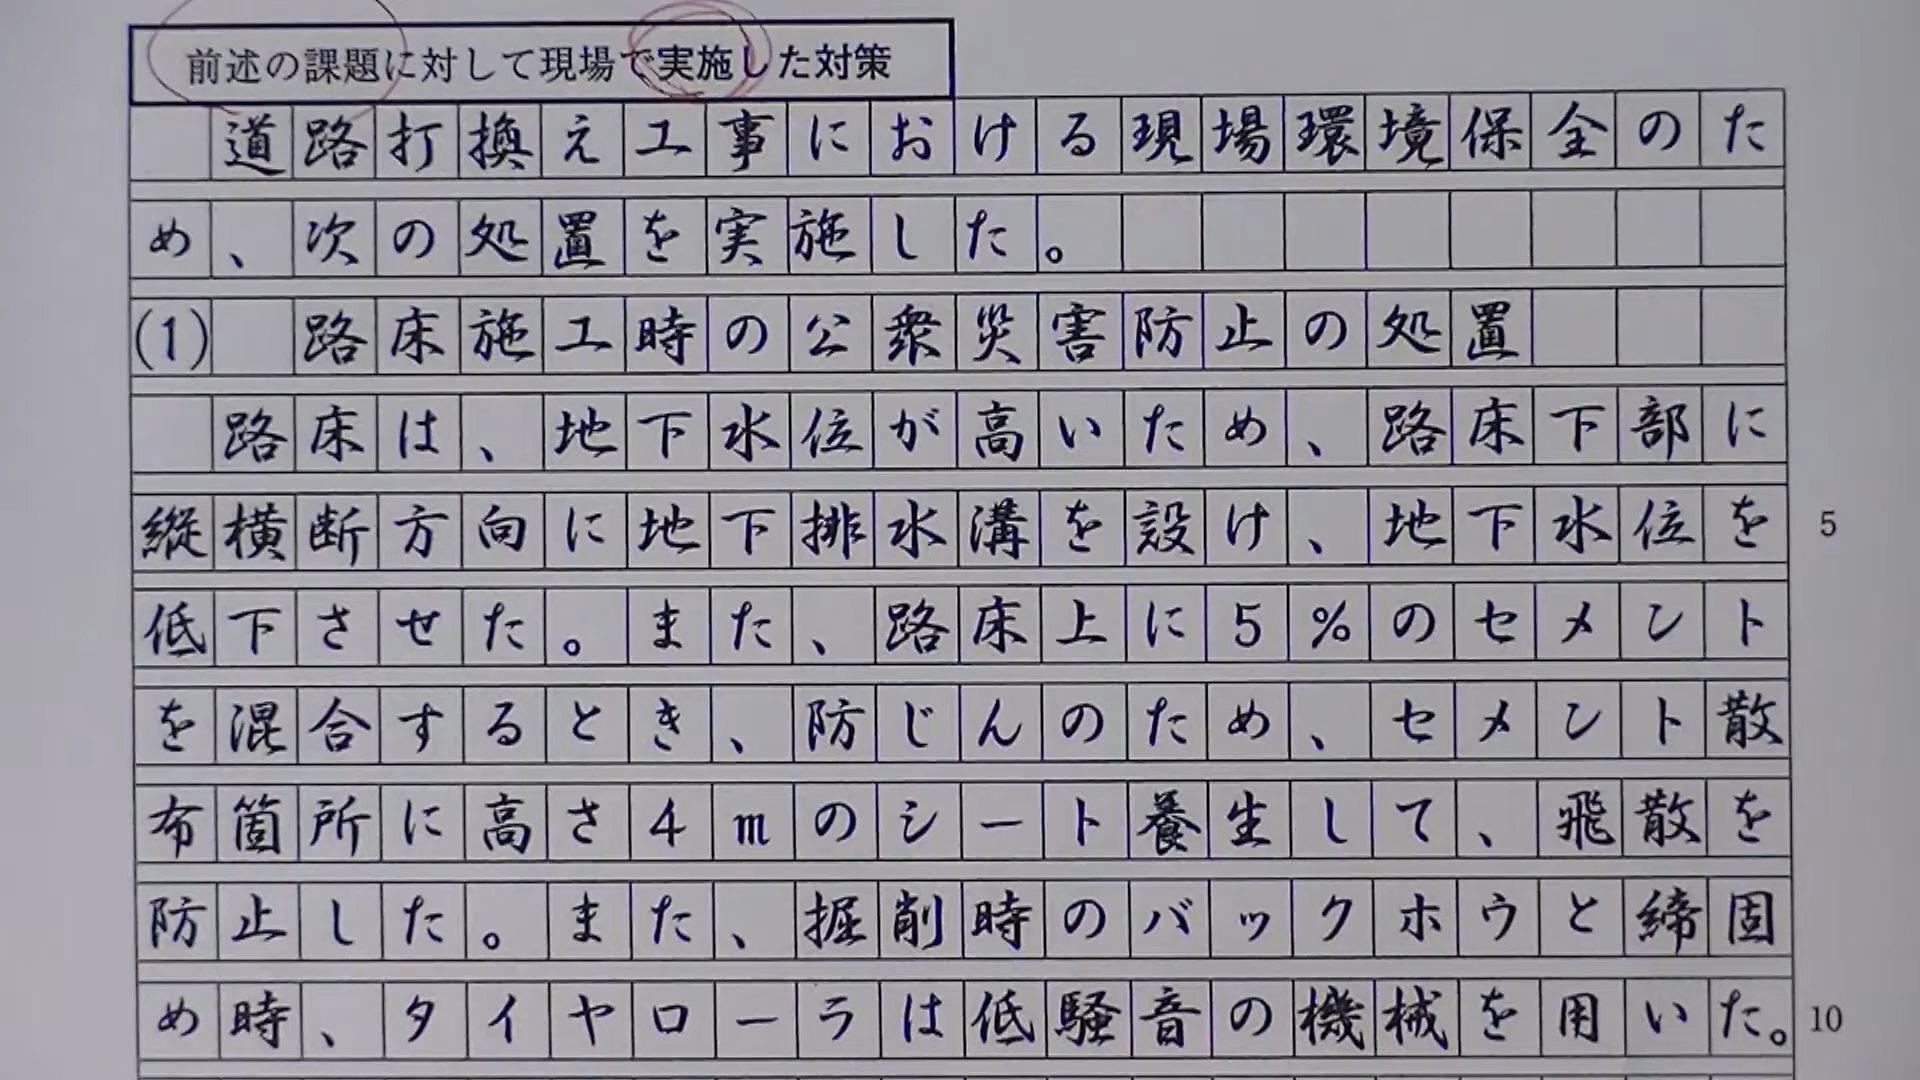 前述の課題に対して現場で実施した対策
道路打換え工事における現場環境保全のた
め、次の処置を実施した。
(1) 路床施工時の公衆災害防止の処置
路床は、地下水位が高いため、路床下部に
縦横断方向に地下排水溝を設け、地下水位を 5
低下させた。また、路床上に5%のセメント
を混合するとき、防じんのため、セメント散
布箇所に高さ4mのシート養生して、飛散を
防止した。また、掘削時のバックホウと締固
め時、タイヤローラは低騒音の機械を用いた。 10